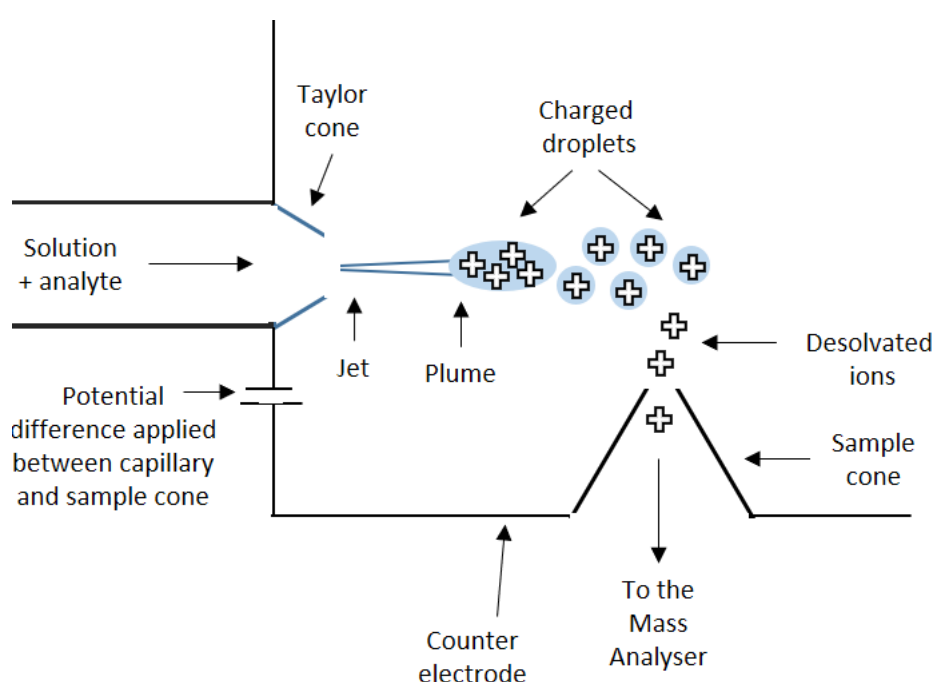 Taylor
cone
Charged
droplets
Solution
+ analyte
Jet
Plume
Desolvated
ions
Potential
difference applied
between capillary
and sample cone
Sample
cone
Counter
electrode
To the
Mass
Analyser